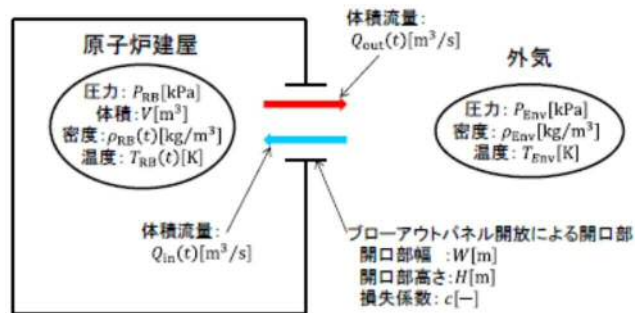 原子炉建屋
圧力: P_RB[kPa]
体積: V[m³]
密度: ρ_RB(t)[kg/m³]
温度: T_RB(t)[K]
体積流量:
Q_out(t)[m³/s]
外気
圧力: P_Env[kPa]
密度: ρ_Env[kg/m³]
温度: T_Env[K]
体積流量:
Q_in(t)[m³/s]
ブローアウトパネル開放による開口部
開口部幅 :W[m]
開口部高さ:H[m]
損失係数:c[−]